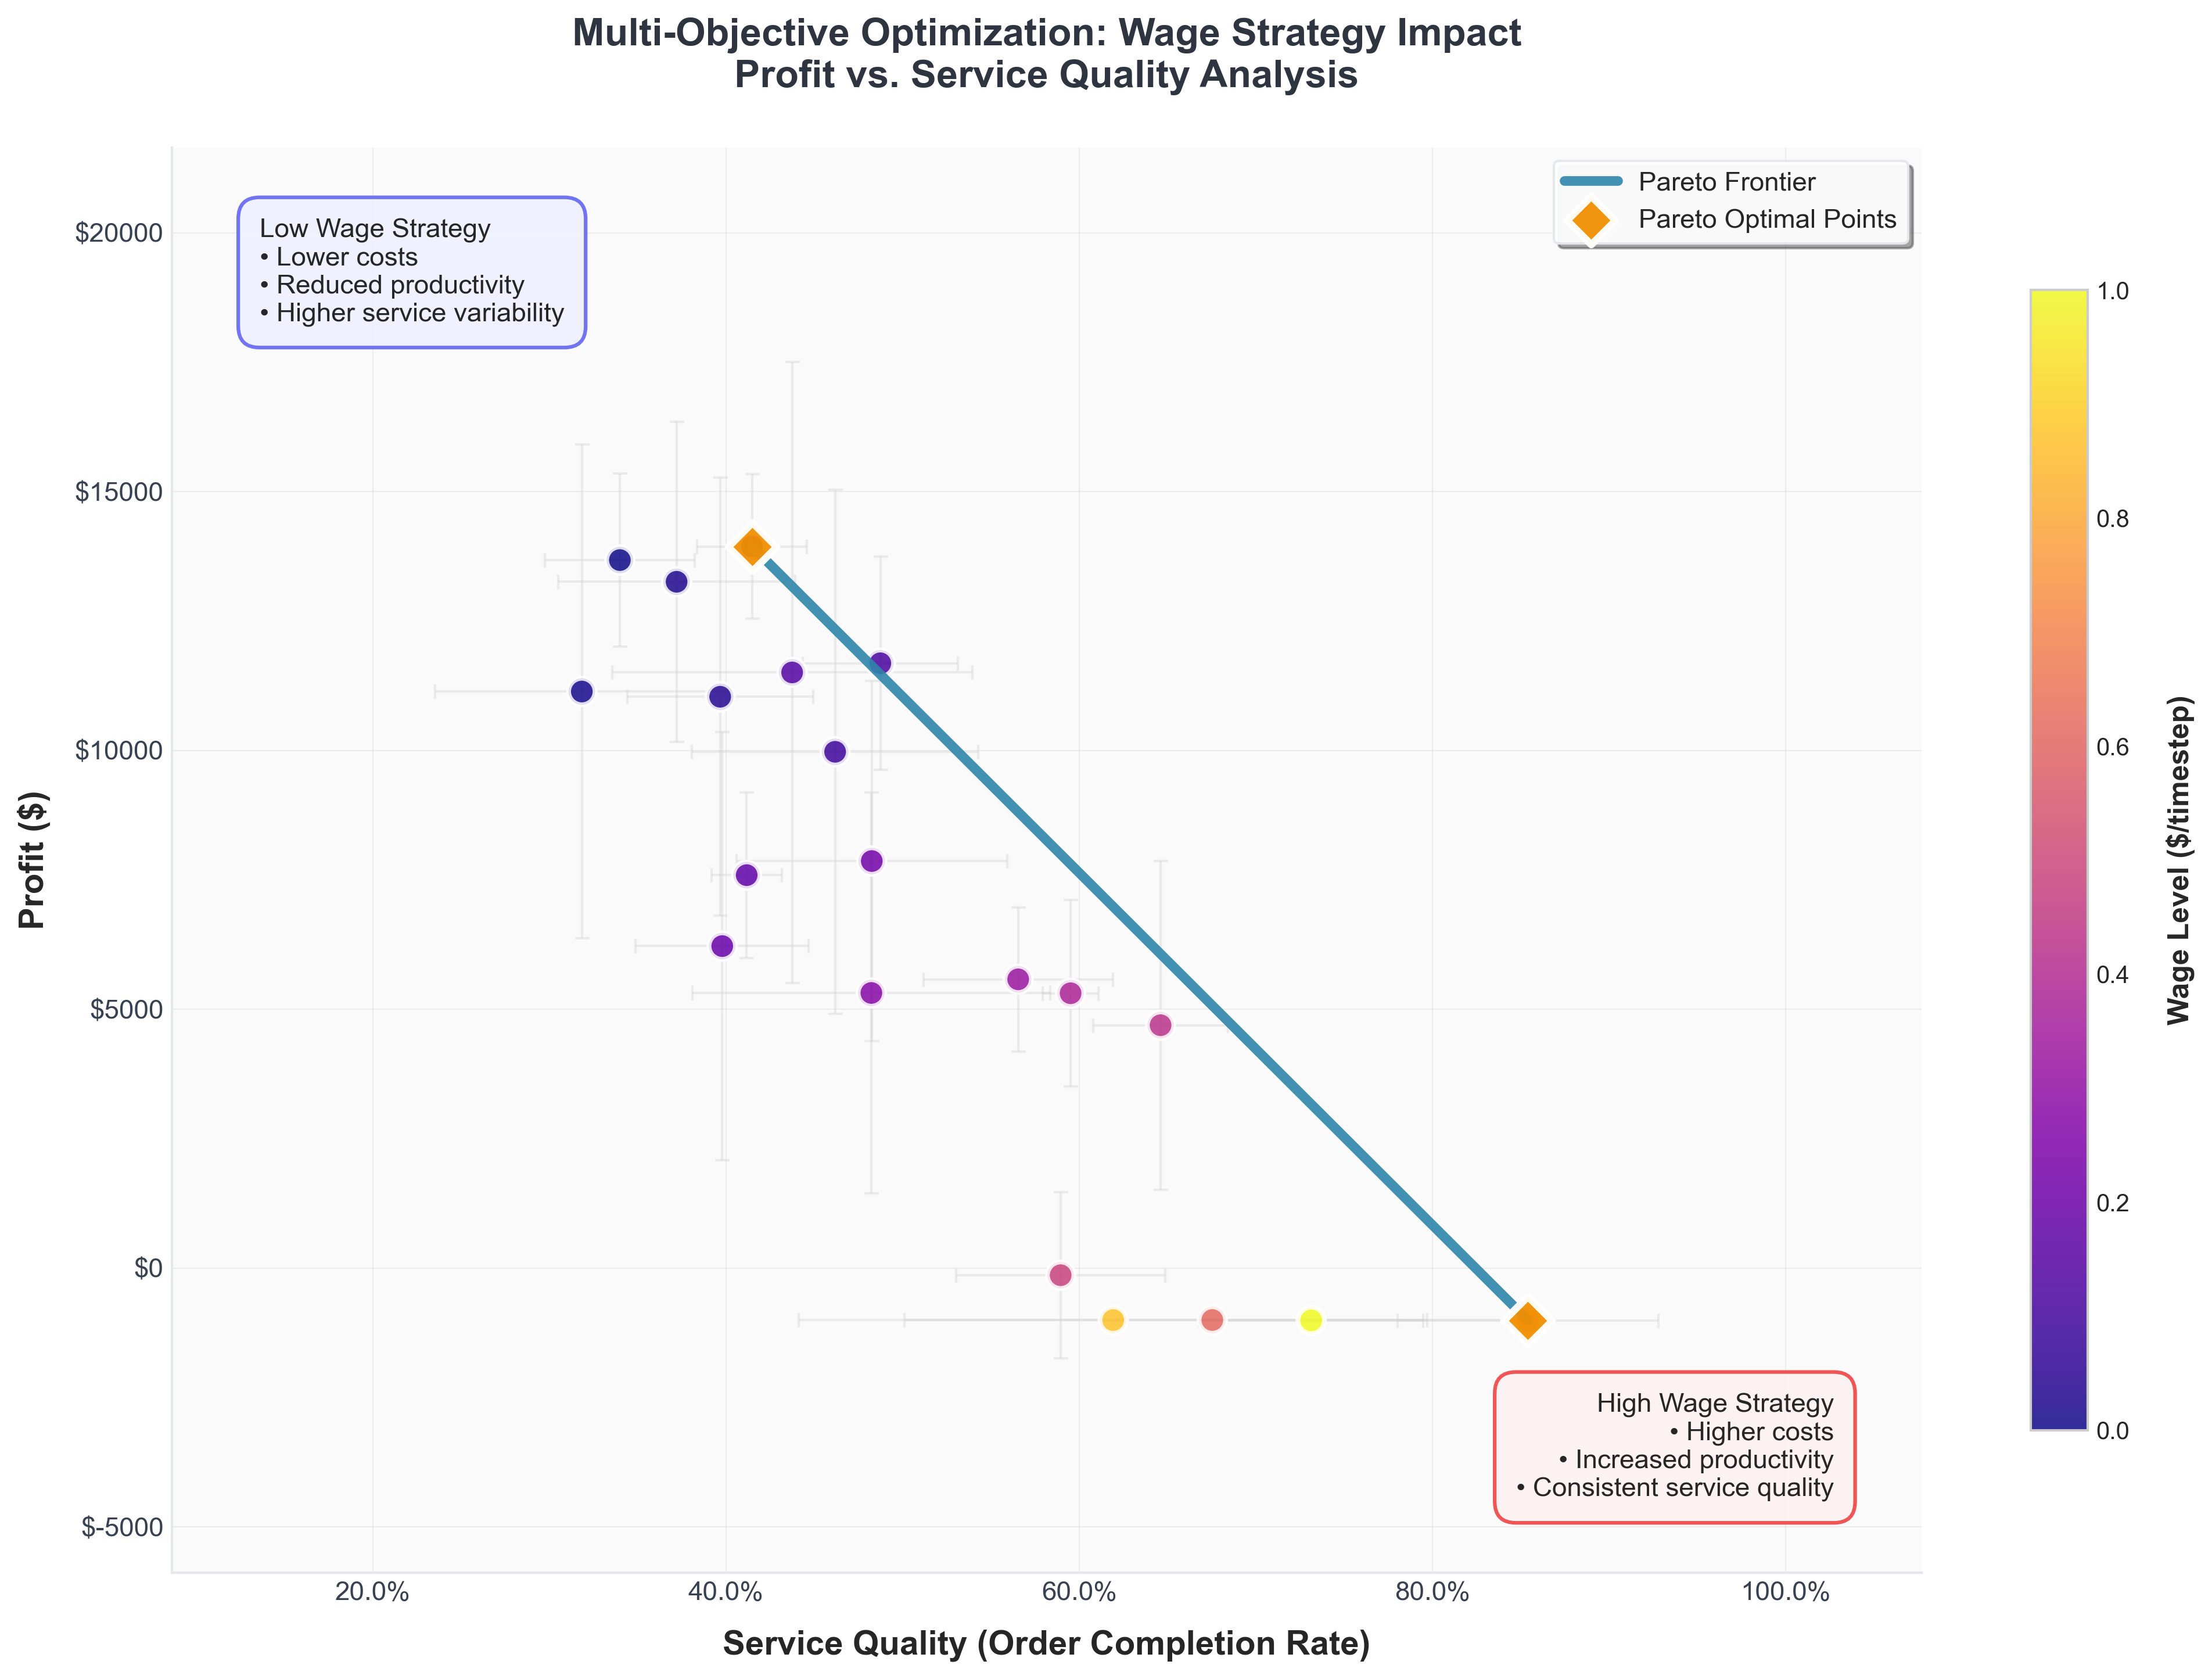 Multi-Objective Optimization: Wage Strategy Impact
Profit vs. Service Quality Analysis
Pareto Frontier
Pareto Optimal Points
Low Wage Strategy
• Lower costs
• Reduced productivity
• Higher service variability
$20000
$15000
$10000
$5000
$0
$-5000
Profit ($)
High Wage Strategy
• Higher costs
• Increased productivity
• Consistent service quality
20.0%
40.0%
60.0%
80.0%
100.0%
Service Quality (Order Completion Rate)
1.0
0.8
0.6
0.4
0.2
0.0
Wage Level ($/timestep)